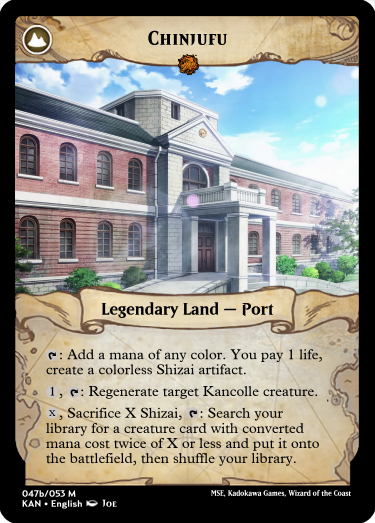 CHINJUFU
Legendary Land — Port
: Add a mana of any color. You pay 1 life,
create a colorless Shizai artifact.
1, : Regenerate target Kancolle creature.
X, Sacrifice X Shizai, : Search your
library for a creature card with converted
mana cost twice of X or less and put it onto
the battlefield, then shuffle your library.
047b/053 M
KAN • English JOE
MSE, Kadokawa Games, Wizard of the Coast